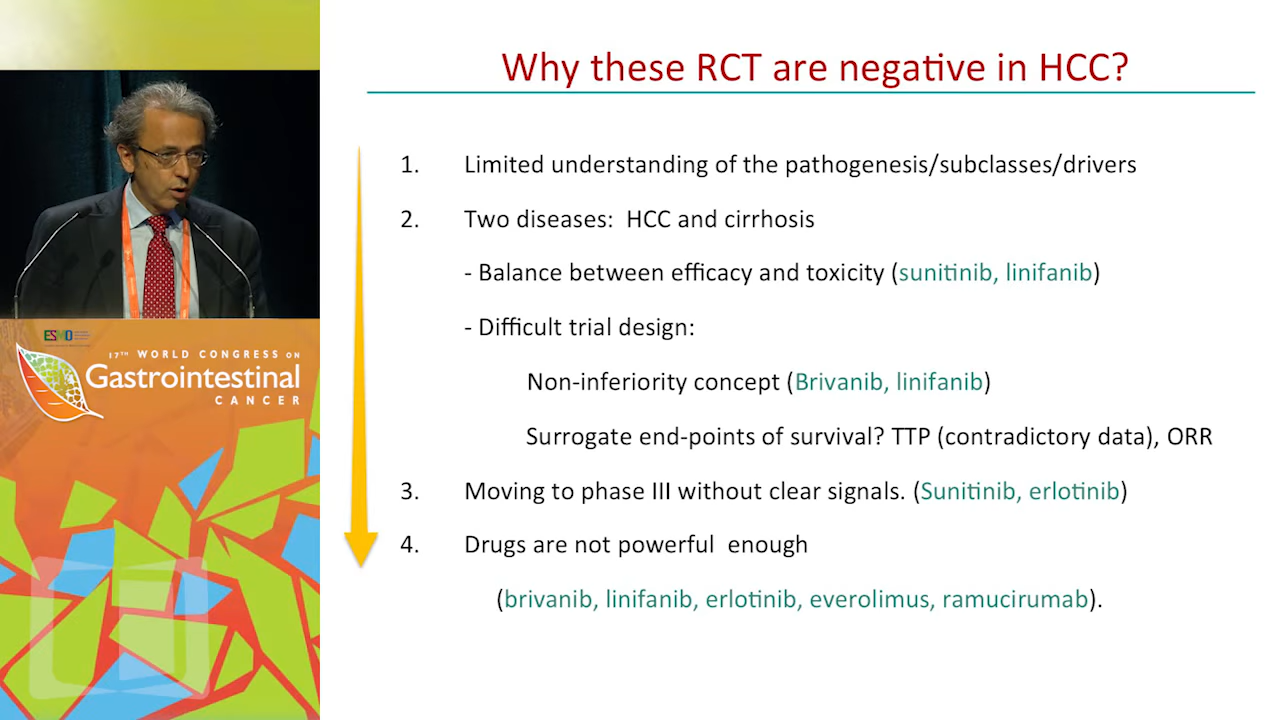 Why these RCT are negative in HCC?
1. Limited understanding of the pathogenesis/subclasses/drivers
2. Two diseases: HCC and cirrhosis
- Balance between efficacy and toxicity (sunitinib, linifanib)
- Difficult trial design:
Non-inferiority concept (Brivanib, linifanib)
Surrogate end-points of survival? TTP (contradictory data), ORR
3. Moving to phase III without clear signals. (Sunitinib, erlotinib)
4. Drugs are not powerful enough
(brivanib, linifanib, erlotinib, everolimus, ramucirumab).
ESMO
17TH WORLD CONGRESS ON
Gastrointestinal
CANCER